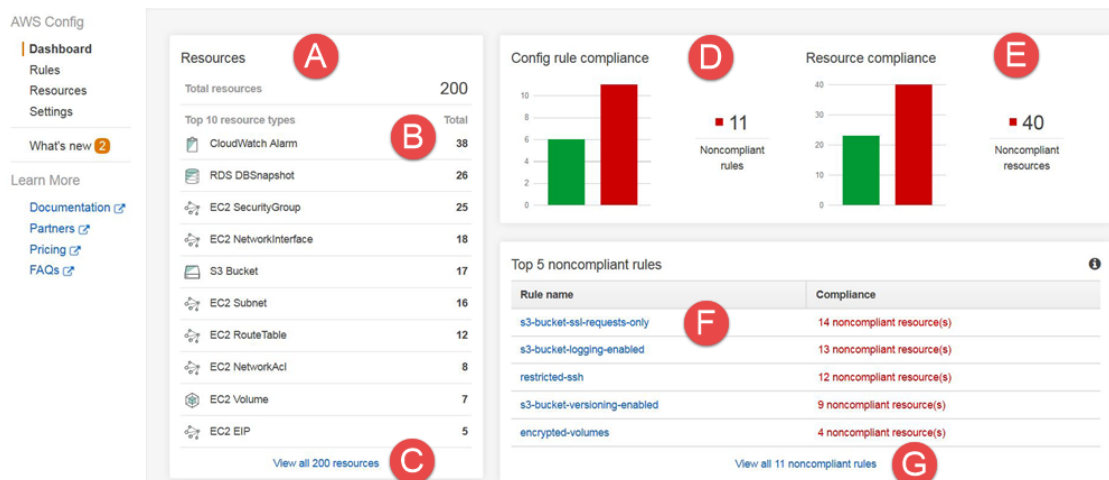 AWS Config
Dashboard
Rules
Resources
Settings
What's new 2
Learn More
Documentation
Partners
Pricing
FAQs
Resources A
Total resources 200
Top 10 resource types B Total
CloudWatch Alarm 38
RDS DBSnapshot 26
EC2 SecurityGroup 25
EC2 NetworkInterface 18
S3 Bucket 17
EC2 Subnet 16
EC2 RouteTable 12
EC2 NetworkAcl 8
EC2 Volume 7
EC2 EIP 5
View all 200 resources C
Config rule compliance D
10
8
6
4
2
0
11
Noncompliant
rules
Resource compliance E
40
30
20
10
0
40
Noncompliant
resources
Top 5 noncompliant rules
Rule name Compliance
s3-bucket-ssl-requests-only F 14 noncompliant resource(s)
s3-bucket-logging-enabled 13 noncompliant resource(s)
restricted-ssh 12 noncompliant resource(s)
s3-bucket-versioning-enabled 9 noncompliant resource(s)
encrypted-volumes 4 noncompliant resource(s)
View all 11 noncompliant rules G